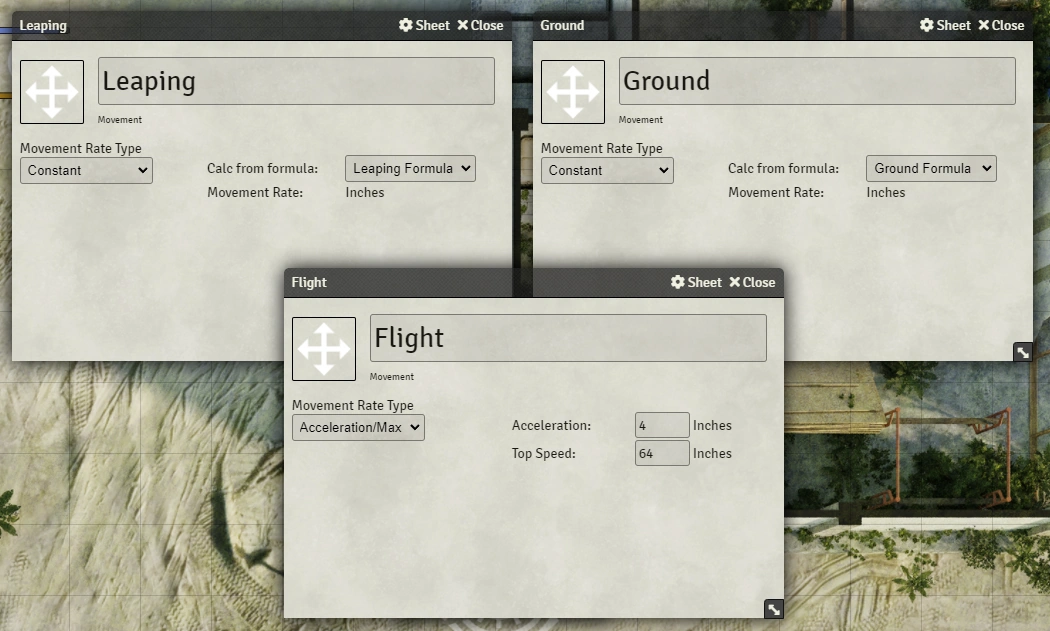 Leaping Sheet Close
Leaping
Movement
Movement Rate Type
Constant
Calc from formula: Leaping Formula
Movement Rate: Inches
Ground Sheet Close
Ground
Movement
Movement Rate Type
Constant
Calc from formula: Ground Formula
Movement Rate: Inches
Flight Sheet Close
Flight
Movement
Movement Rate Type
Acceleration/Max
Acceleration: 4 Inches
Top Speed: 64 Inches